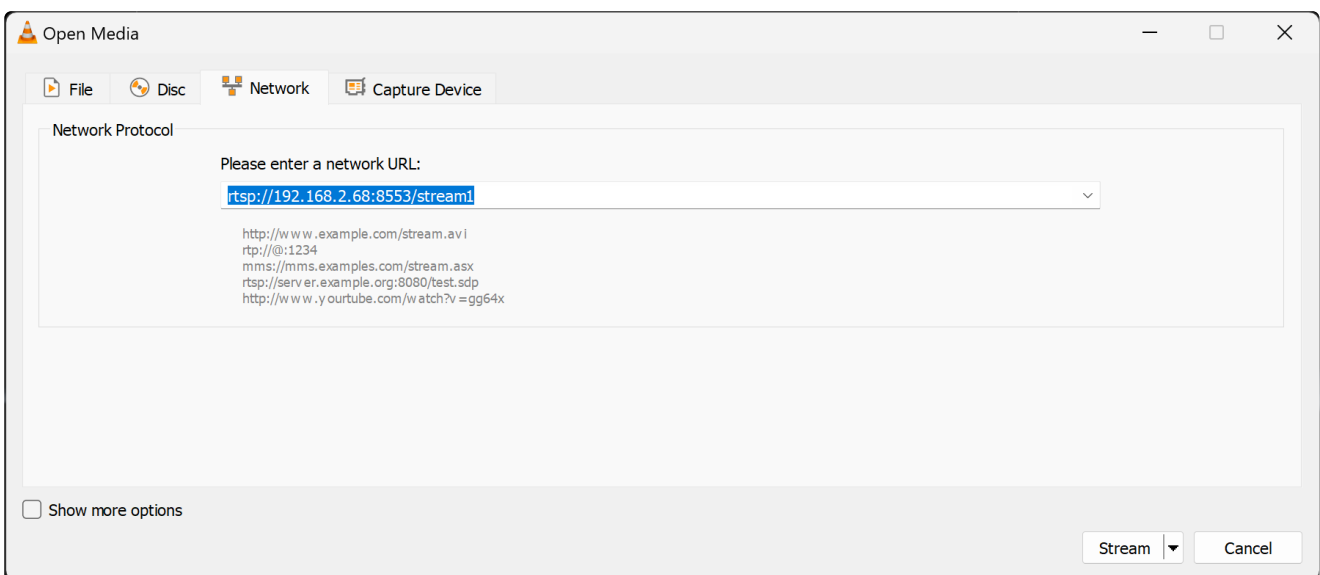 Open Media
File
Disc
Network
Capture Device
Network Protocol
Please enter a network URL:
rtsp://192.168.2.68:8553/stream1
http://www.example.com/stream.avi
rtp://@:1234
mms://mms.examples.com/stream.asx
rtsp://server.example.org:8080/test.sdp
http://www.yourtube.com/watch?v=gg64x
Show more options
Stream
Cancel